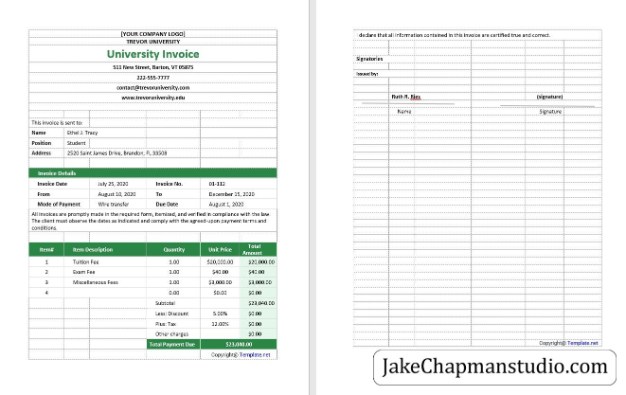 [YOUR COMPANY LOGO]
TREVOR UNIVERSITY
University Invoice
511 New Street, Barton, VT 05875
222-555-7777
contact@trevoruniversity.com
www.trevoruniversity.edu
This Invoice is sent to:
Name Ethel J. Tracy
Position Student
Address 2520 Saint James Drive, Brandon, FL 33508
Invoice Details
Invoice Date July 25, 2020 Invoice No. 01-332
From August 10, 2020 To December 15, 2020
Mode of Payment Wire transfer Due Date August 1, 2020
All invoices are promptly made in the required form, itemized, and verified in compliance with the law.
The client must observe the dates as indicated and comply with the agreed-upon payment terms and
conditions.
Item# Item Description Quantity Unit Price Total Amount
1 Tuition Fee 1.00 $20,000.00 $20,000.00
2 Exam Fee 1.00 $40.00 $40.00
3 Miscellaneous Fees 1.00 $3,000.00 $3,000.00
4 0.00 $0.00 $0.00
Subtotal $23,040.00
Less: Discount 5.00% $0.00
Plus: Tax 12.00% $0.00
Other charges $0.00
Total Payment Due $23,040.00
Copyright@ Template.net
declare that all information contained in this invoice are certified true and correct.
Signatories
Issued by:
Ruth R. (signature)
Name Signature
Copyright@ Template.net
JakeChapmanstudio.com